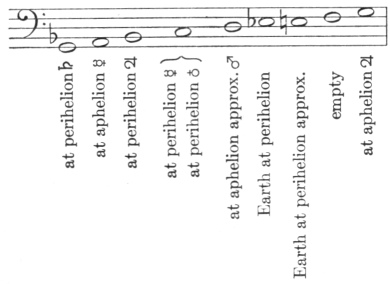 at perihelion ♄
at aphelion ☿
at perihelion ♃
at perihelion ☿
at perihelion ♁
at aphelion approx. ♂
Earth at perihelion
Earth at perihelion approx.
empty
at aphelion ♃